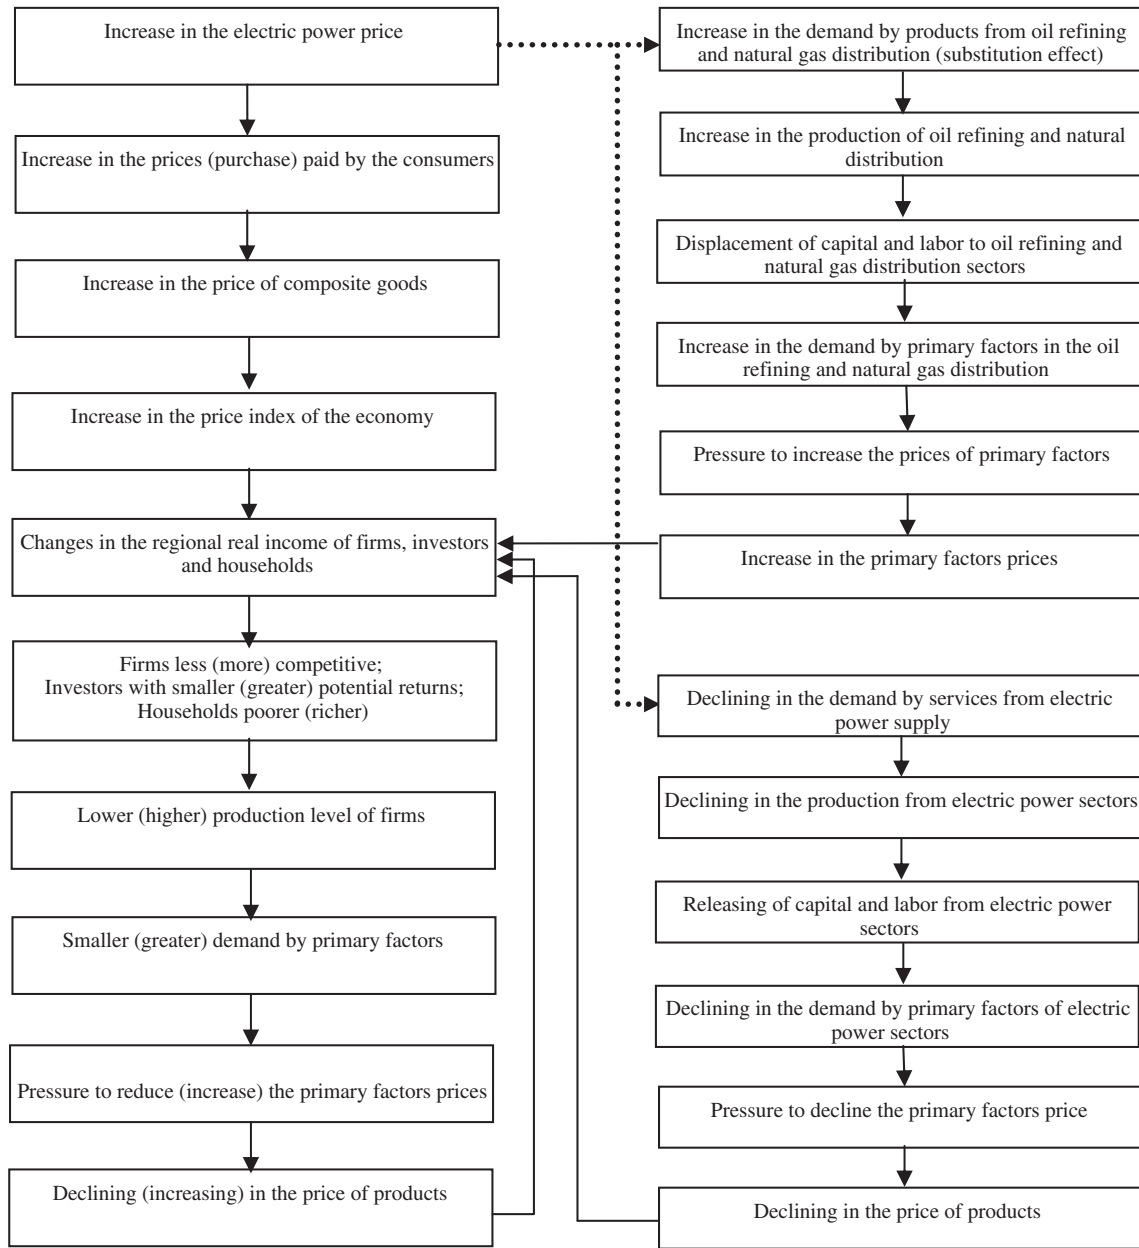 Increase in the electric power price
Increase in the prices (purchase) paid by the consumers
Increase in the price of composite goods
Increase in the price index of the economy
Changes in the regional real income of firms, investors
and households
Firms less (more) competitive;
Investors with smaller (greater) potential returns;
Households poorer (richer)
Lower (higher) production level of firms
Smaller (greater) demand by primary factors
Pressure to reduce (increase) the primary factors prices
Declining (increasing) in the price of products
Increase in the demand by products from oil refining
and natural gas distribution (substitution effect)
Increase in the production of oil refining and natural
distribution
Displacement of capital and labor to oil refining and
natural gas distribution sectors
Increase in the demand by primary factors in the oil
refining and natural gas distribution
Pressure to increase the prices of primary factors
Increase in the primary factors prices
Declining in the demand by services from electric
power supply
Declining in the production from electric power sectors
Releasing of capital and labor from electric power
sectors
Declining in the demand by primary factors of electric
power sectors
Pressure to decline the primary factors price
Declining in the price of products